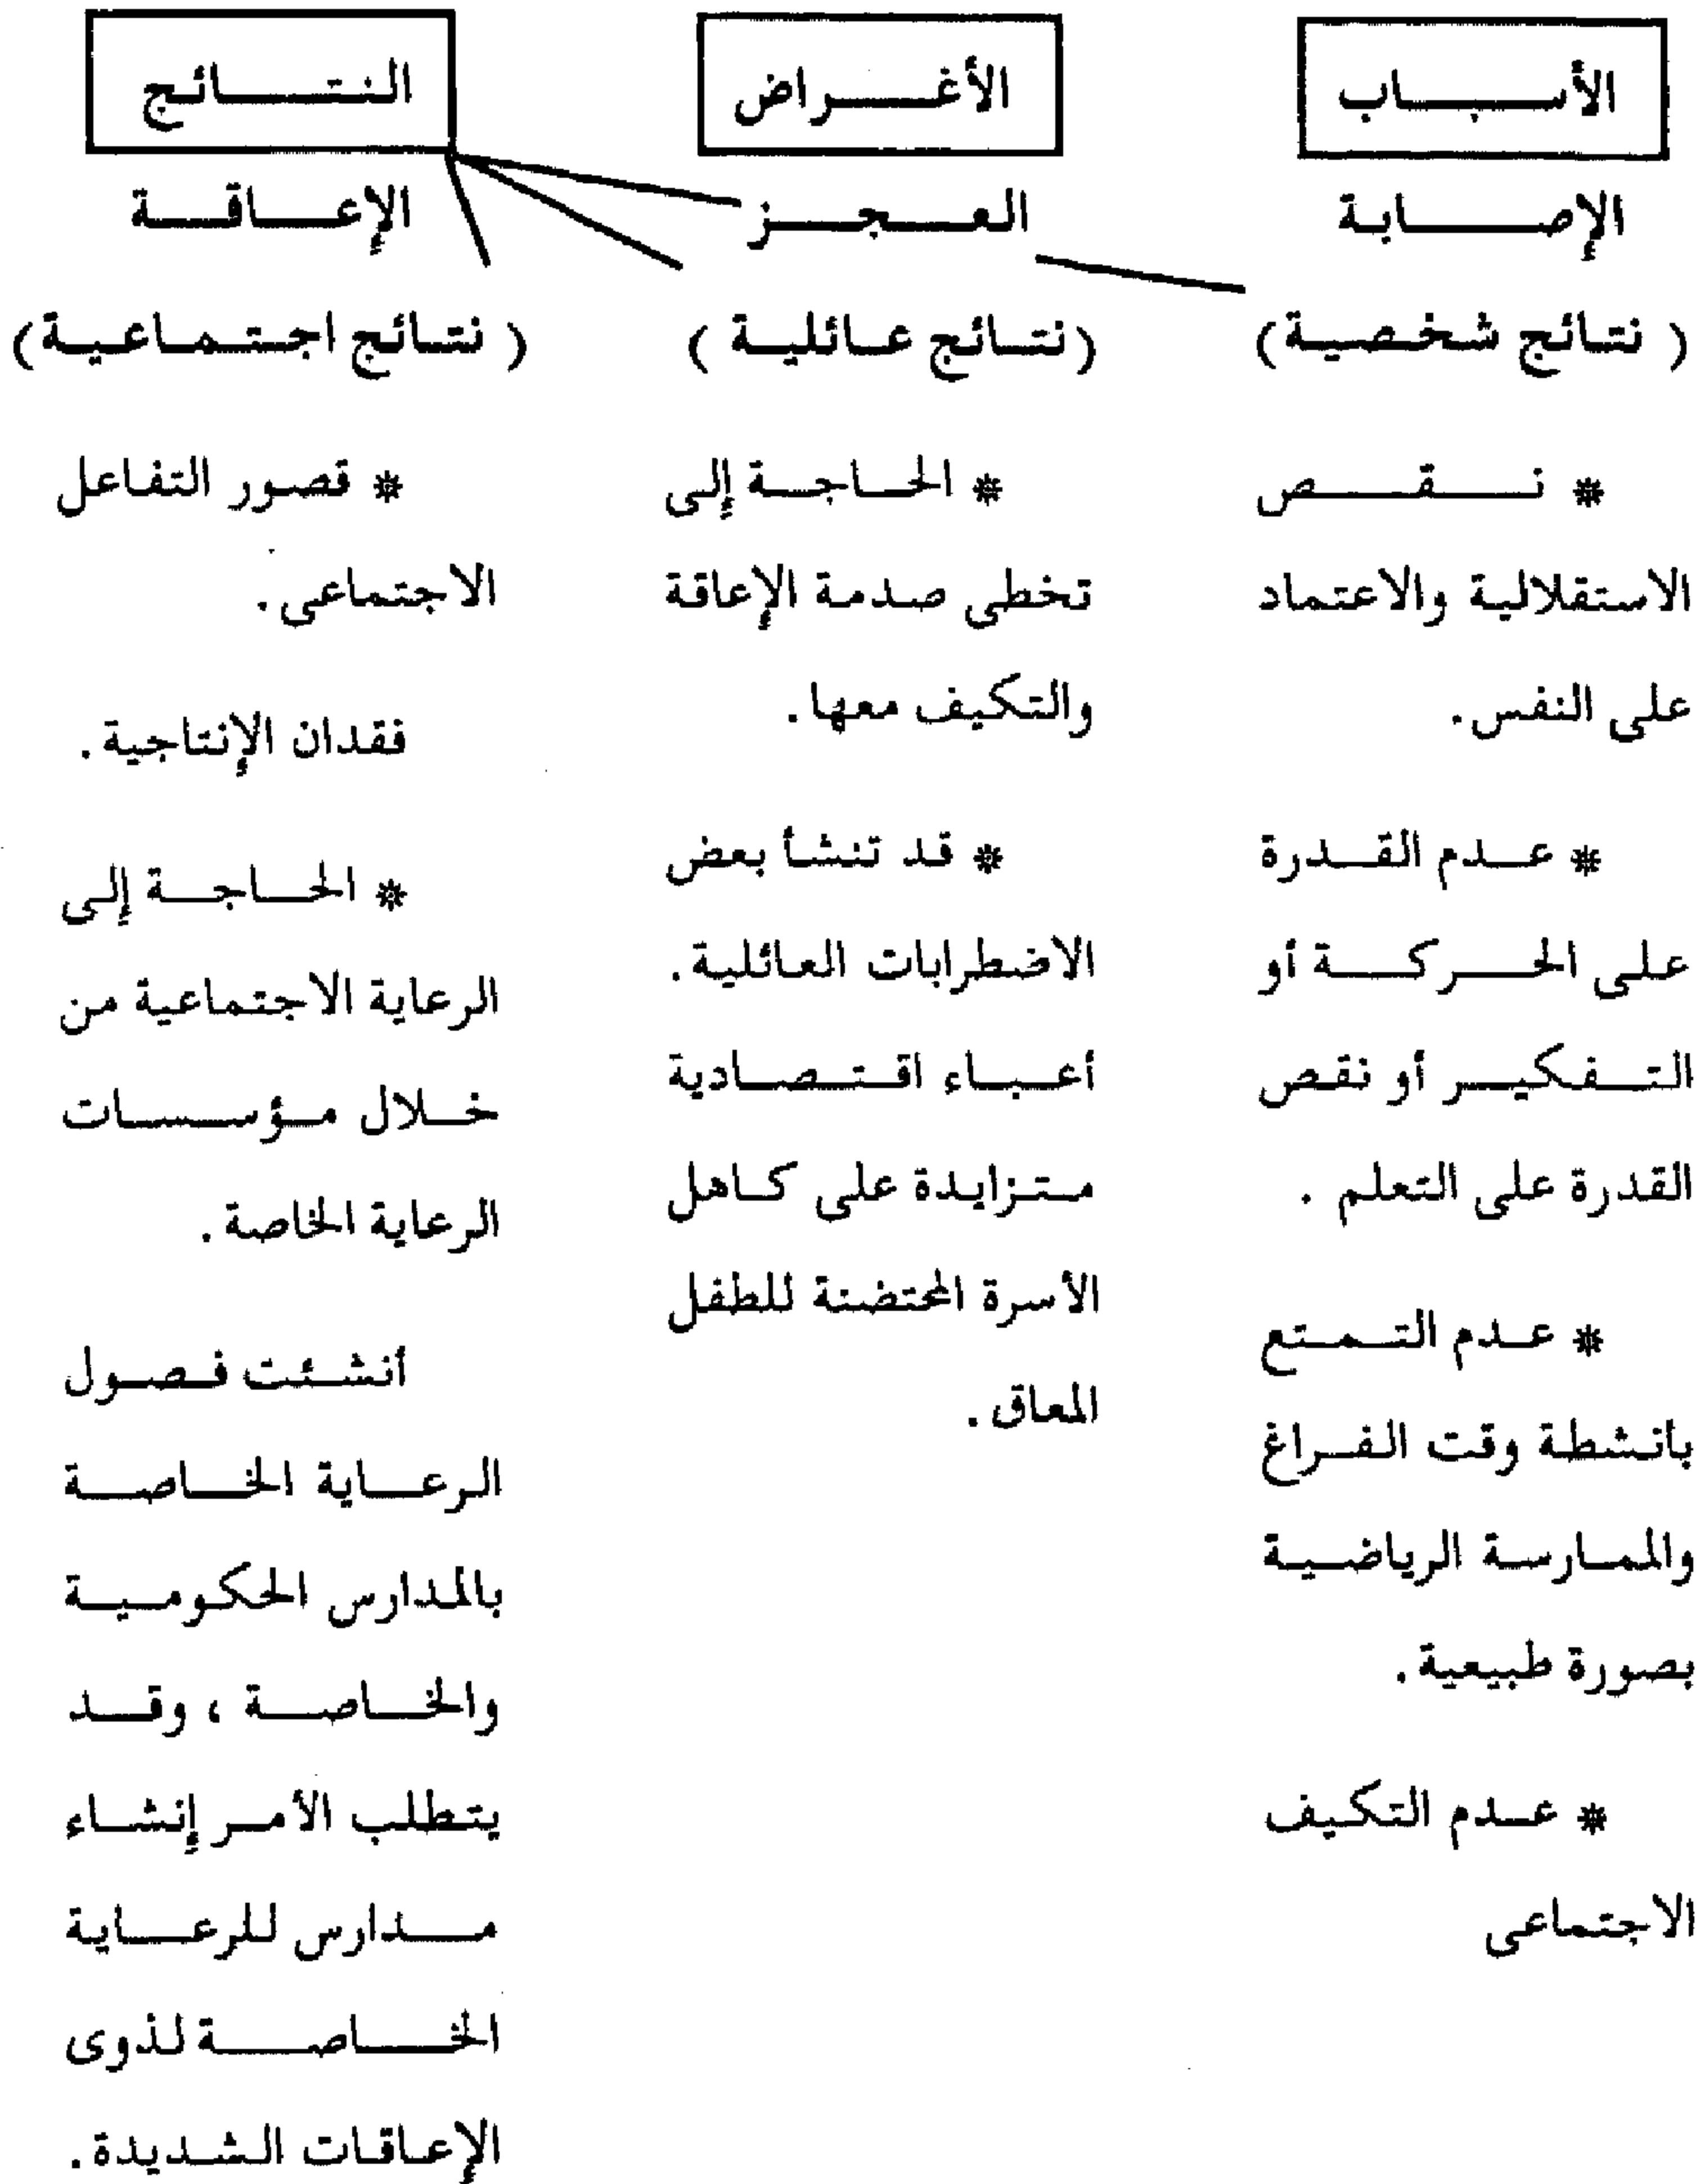 الأسباب
الإصابة
( نتائج شخصية )
* نقص
الاستقلالية والاعتماد
على النفس.
* عدم القدرة
على الحركة أو
التفكير أو نقص
القدرة على التعلم .
* عدم التمتع
بانشطة وقت الفراغ
والممارسة الرياضية
بصورة طبيعية.
* عدم التكيف
الاجتماعى
الأغراض
العجز
(نتائج عائلية )
* الحاجة إلى
تخطى صدمة الإعاقة
والتكيف معها.
* قد تنشأ بعض
الاضطرابات العائلية.
أعباء اقتصادية
متزايدة على كاهل
الأسرة المحتضنة للطفل
المعاق.
النتائج
الإعاقة
( نتائج اجتماعية)
* قصور التفاعل
الاجتماعى.
فقدان الإنتاجية.
* الحاجة إلى
الرعاية الاجتماعية من
خلال مؤسسات
الرعاية الخاصة.
أنشئت فصول
الرعاية الخاصة
بالمدارس الحكومية
والخاصة ، وقد
يتطلب الأمر إنشاء
مدارس للرعاية
الخاصة لذوى
الإعاقات الشديدة.